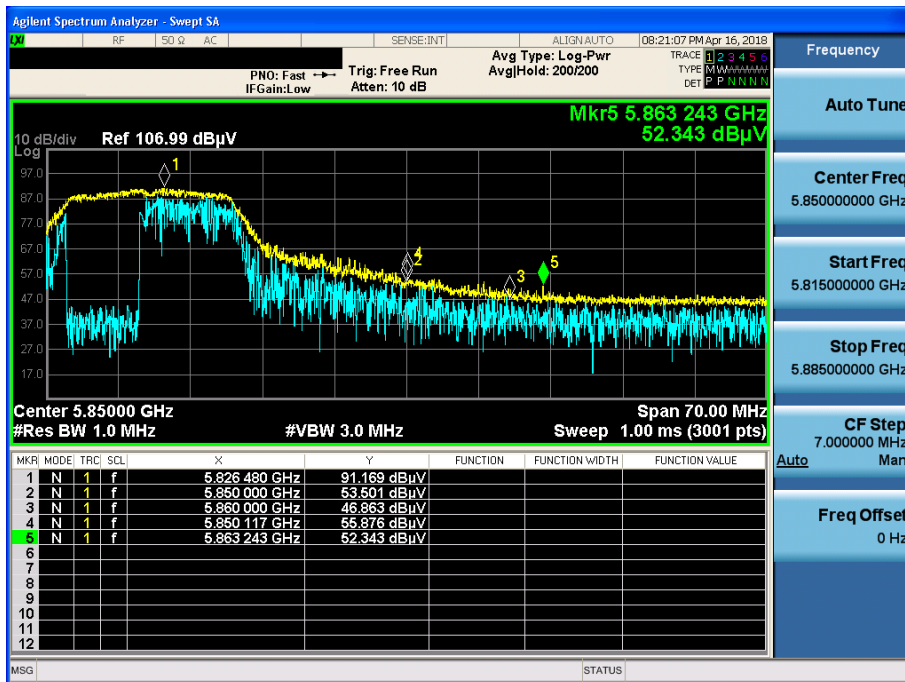 Agilent Spectrum Analyzer - Swept SA
LXI RF 50 Ω AC SENSE:INT ALIGN AUTO 08:21:07 PM Apr 16, 2018
Frequency
PNO: Fast
IFGain:Low
Trig: Free Run
Atten: 10 dB
Avg Type: Log-Pwr
Avg|Hold: 200/200
TRACE 1 2 3 4 5 6
TYPE M W
DET P P N N N N
Auto Tune
Mkr5 5.863 243 GHz
52.343 dBµV
10 dB/div Ref 106.99 dBµV
Log
97.0
87.0
77.0
67.0
57.0
47.0
37.0
27.0
17.0
1
4
2
3
5
Center 5.85000 GHz Span 70.00 MHz
#Res BW 1.0 MHz #VBW 3.0 MHz Sweep 1.00 ms (3001 pts)
Center Freq
5.850000000 GHz
Start Freq
5.815000000 GHz
Stop Freq
5.885000000 GHz
CF Step
7.000000 MHz
Auto Man
Freq Offset
0 Hz
MKR MODE TRC SCL X Y FUNCTION FUNCTION WIDTH FUNCTION VALUE
1 N 1 f 5.826 480 GHz 91.169 dBµV
2 N 1 f 5.850 000 GHz 53.501 dBµV
3 N 1 f 5.860 000 GHz 46.863 dBµV
4 N 1 f 5.850 117 GHz 55.876 dBµV
5 N 1 f 5.863 243 GHz 52.343 dBµV
6
7
8
9
10
11
12
MSG STATUS